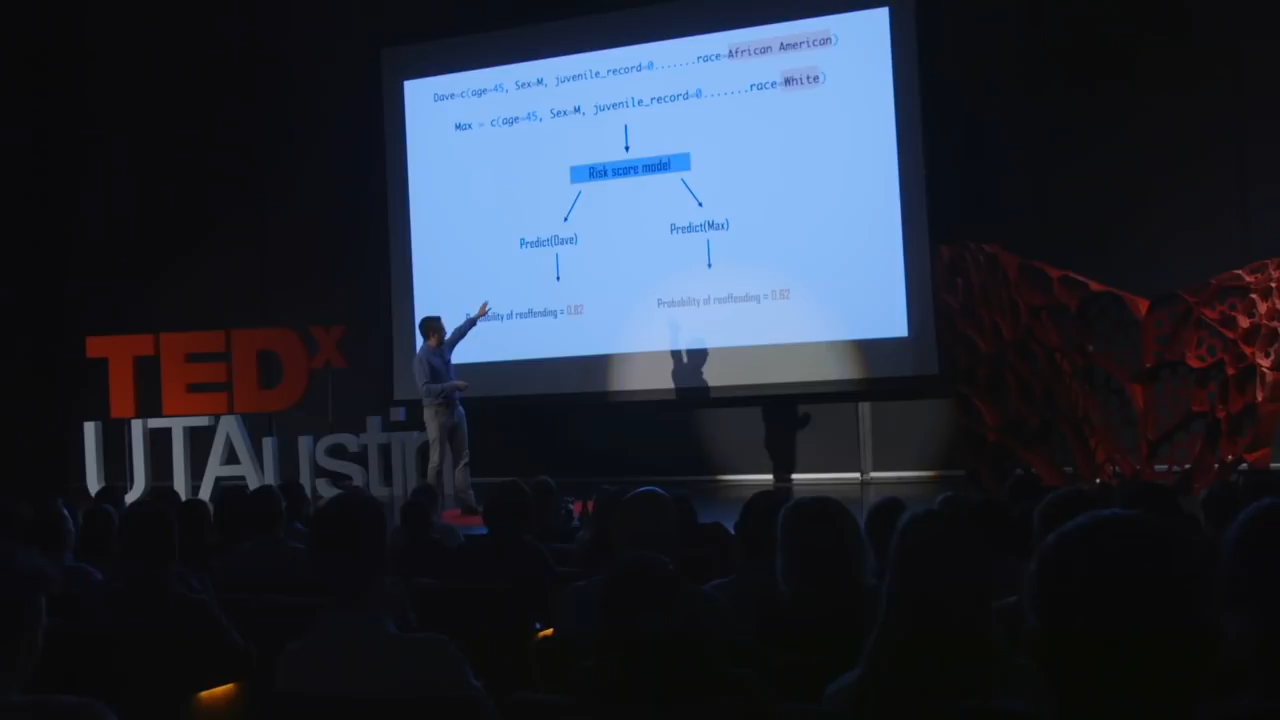 Dave=c(age=45, Sex=M, juvenile_record=0.......race=African American)
Max = c(age=45, Sex=M, juvenile_record=0.......race=White)
Risk score model
Predict(Dave)
Predict(Max)
Probability of reoffending = 0.82
Probability of reoffending = 0.62
TEDx
UTAustin